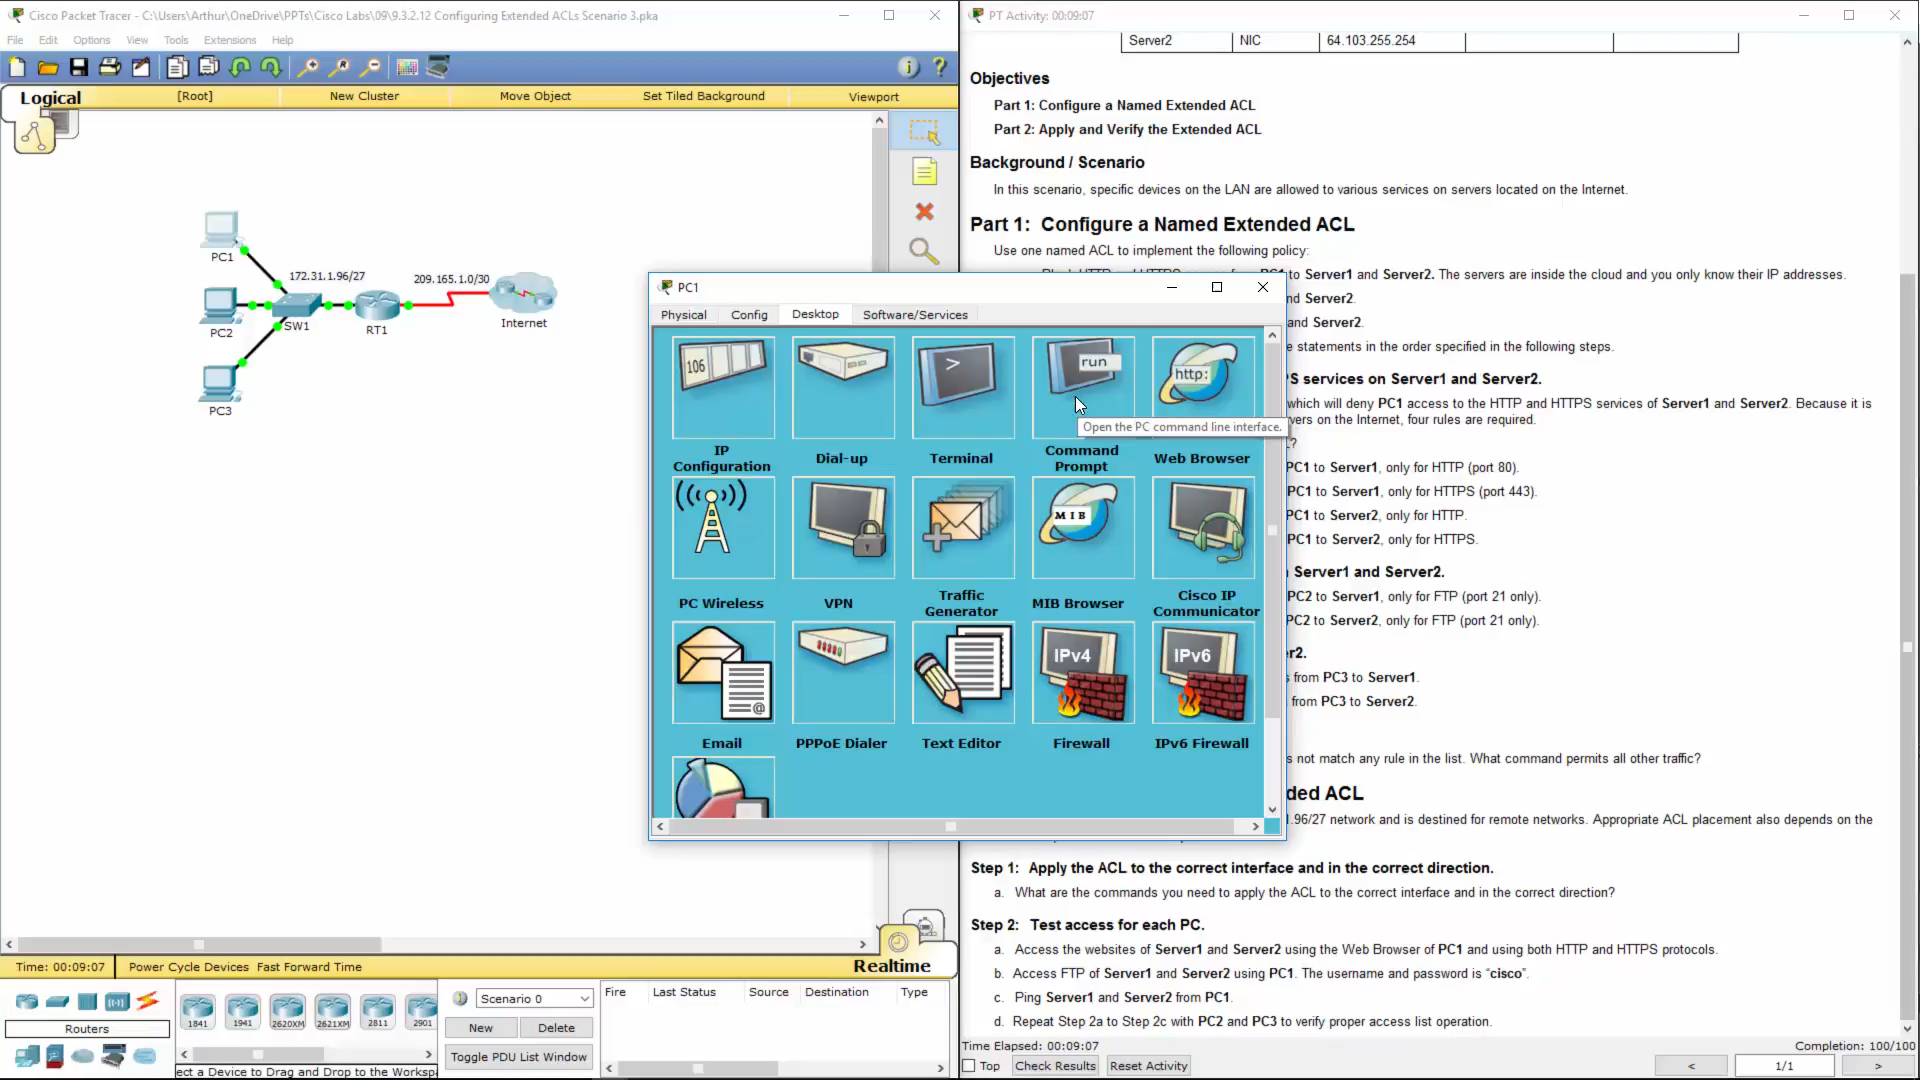 Cisco Packet Tracer - C:\Users\Arthur\OneDrive\PPTs\Cisco Labs\09\9.3.2.12 Configuring Extended ACLs Scenario 3.pka
File Edit Options View Tools Extensions Help
Logical [Root] New Cluster Move Object Set Tiled Background Viewport
PC1
172.31.1.96/27
209.165.1.0/30
PC2
SW1
RT1
Internet
PC3
PC1
Physical Config Desktop Software/Services
106 > run http:
Open the PC command line interface.
IP Configuration
Dial-up
Terminal
Command Prompt
Web Browser
MIB
PC Wireless
VPN
Traffic Generator
MIB Browser
Cisco IP Communicator
@ IPv4 IPv6
Email
PPPoE Dialer
Text Editor
Firewall
IPv6 Firewall
Time: 00:09:07 Power Cycle Devices Fast Forward Time
Realtime
Routers
1841 1941 2620XM 2621XM 2811 2901
ect a Device to Drag and Drop to the Workspa
Scenario 0
New Delete
Toggle PDU List Window
Fire Last Status Source Destination Type
PT Activity: 00:09:07
Server2 NIC 64.103.255.254
Objectives
Part 1: Configure a Named Extended ACL
Part 2: Apply and Verify the Extended ACL
Background / Scenario
In this scenario, specific devices on the LAN are allowed to various services on servers located on the Internet.
Part 1: Configure a Named Extended ACL
Use one named ACL to implement the following policy:
to Server1 and Server2. The servers are inside the cloud and you only know their IP addresses.
nd Server2.
and Server2.
e statements in the order specified in the following steps.
S services on Server1 and Server2.
which will deny PC1 access to the HTTP and HTTPS services of Server1 and Server2. Because it is
vers on the Internet, four rules are required.
?
PC1 to Server1, only for HTTP (port 80).
PC1 to Server1, only for HTTPS (port 443).
PC1 to Server2, only for HTTP.
PC1 to Server2, only for HTTPS.
Server1 and Server2.
PC2 to Server1, only for FTP (port 21 only).
PC2 to Server2, only for FTP (port 21 only).
r2.
from PC3 to Server1.
from PC3 to Server2.
s not match any rule in the list. What command permits all other traffic?
ded ACL
.96/27 network and is destined for remote networks. Appropriate ACL placement also depends on the
Step 1: Apply the ACL to the correct interface and in the correct direction.
a. What are the commands you need to apply the ACL to the correct interface and in the correct direction?
Step 2: Test access for each PC.
a. Access the websites of Server1 and Server2 using the Web Browser of PC1 and using both HTTP and HTTPS protocols.
b. Access FTP of Server1 and Server2 using PC1. The username and password is “cisco”.
c. Ping Server1 and Server2 from PC1.
d. Repeat Step 2a to Step 2c with PC2 and PC3 to verify proper access list operation.
Time Elapsed: 00:09:07 Completion: 100/100
Top Check Results Reset Activity < 1/1 >